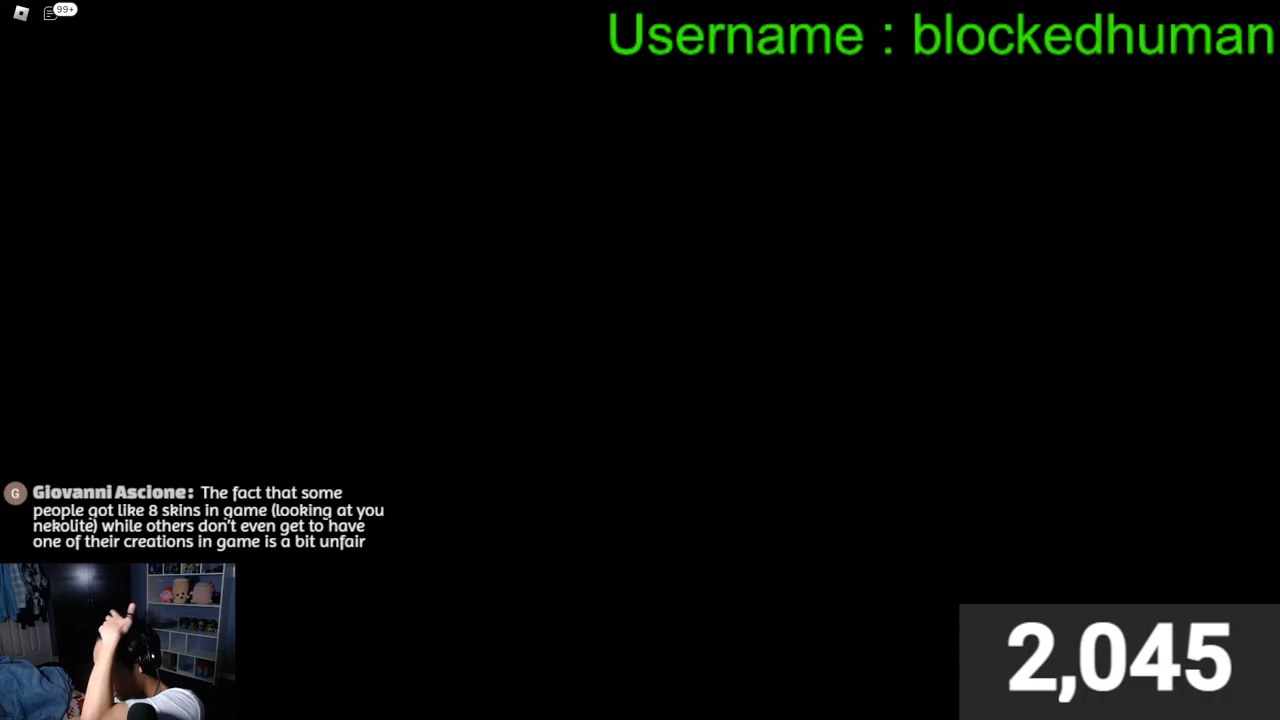 99+
Username : blockedhuman
G
Giovanni Ascione: The fact that some
people got like 8 skins in game (looking at you
nekolite) while others don't even get to have
one of their creations in game is a bit unfair
2,045